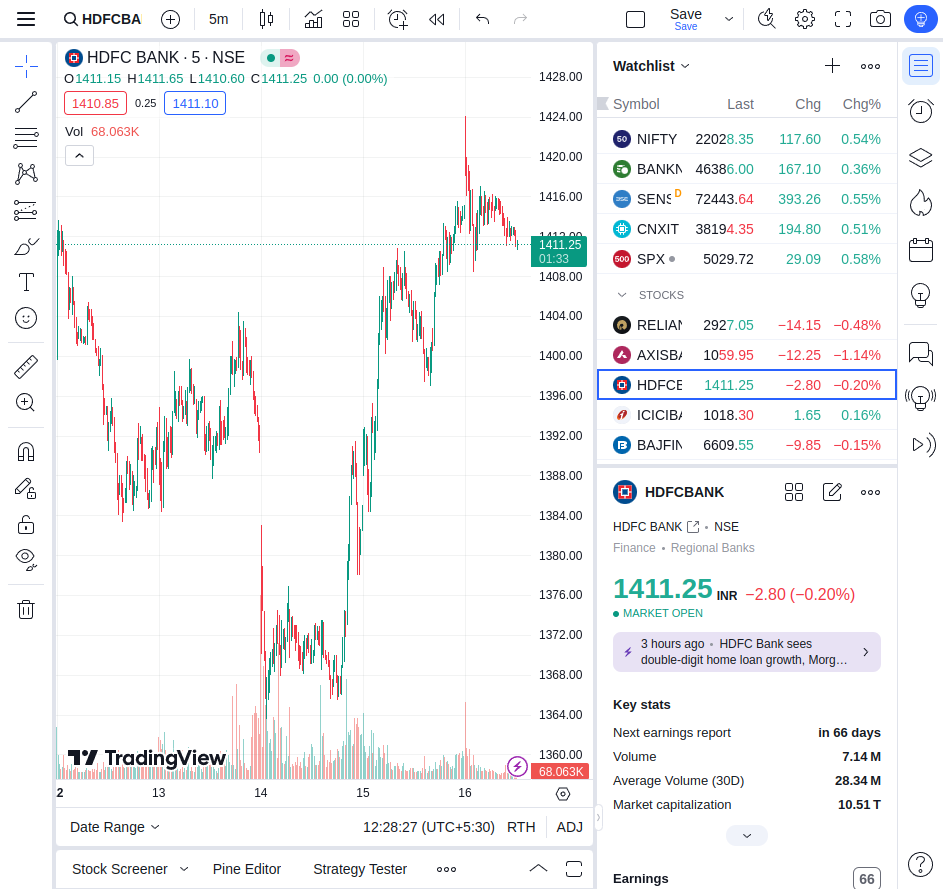 HDFCBA 5m Save Save
HDFC BANK · 5 · NSE
O1411.15 H1411.65 L1410.60 C1411.25 0.00 (0.00%)
1410.85 0.25 1411.10
Vol 68.063K
1428.00
1424.00
1420.00
1416.00
1411.25
01:33
1408.00
1404.00
1400.00
1396.00
1392.00
1388.00
1384.00
1380.00
1376.00
1372.00
1368.00
1364.00
1360.00
68.063K
TradingView
2 13 14 15 16
Date Range 12:28:27 (UTC+5:30) RTH ADJ
Stock Screener Pine Editor Strategy Tester
Watchlist
Symbol Last Chg Chg%
50 NIFTY 22028.35 117.60 0.54%
BANKN 46386.00 167.10 0.36%
SENS D 72443.64 393.26 0.55%
CNXIT 38194.35 194.80 0.51%
500 SPX 5029.72 29.09 0.58%
STOCKS
RELIAN 2927.05 −14.15 −0.48%
AXISBA 1059.95 −12.25 −1.14%
HDFCB 1411.25 −2.80 −0.20%
ICICIBA 1018.30 1.65 0.16%
BAJFIN 6609.55 −9.85 −0.15%
HDFCBANK
HDFC BANK • NSE
Finance • Regional Banks
1411.25 INR −2.80 (−0.20%)
MARKET OPEN
3 hours ago • HDFC Bank sees
double-digit home loan growth, Morg...
Key stats
Next earnings report in 66 days
Volume 7.14 M
Average Volume (30D) 28.34 M
Market capitalization 10.51 T
Earnings 66